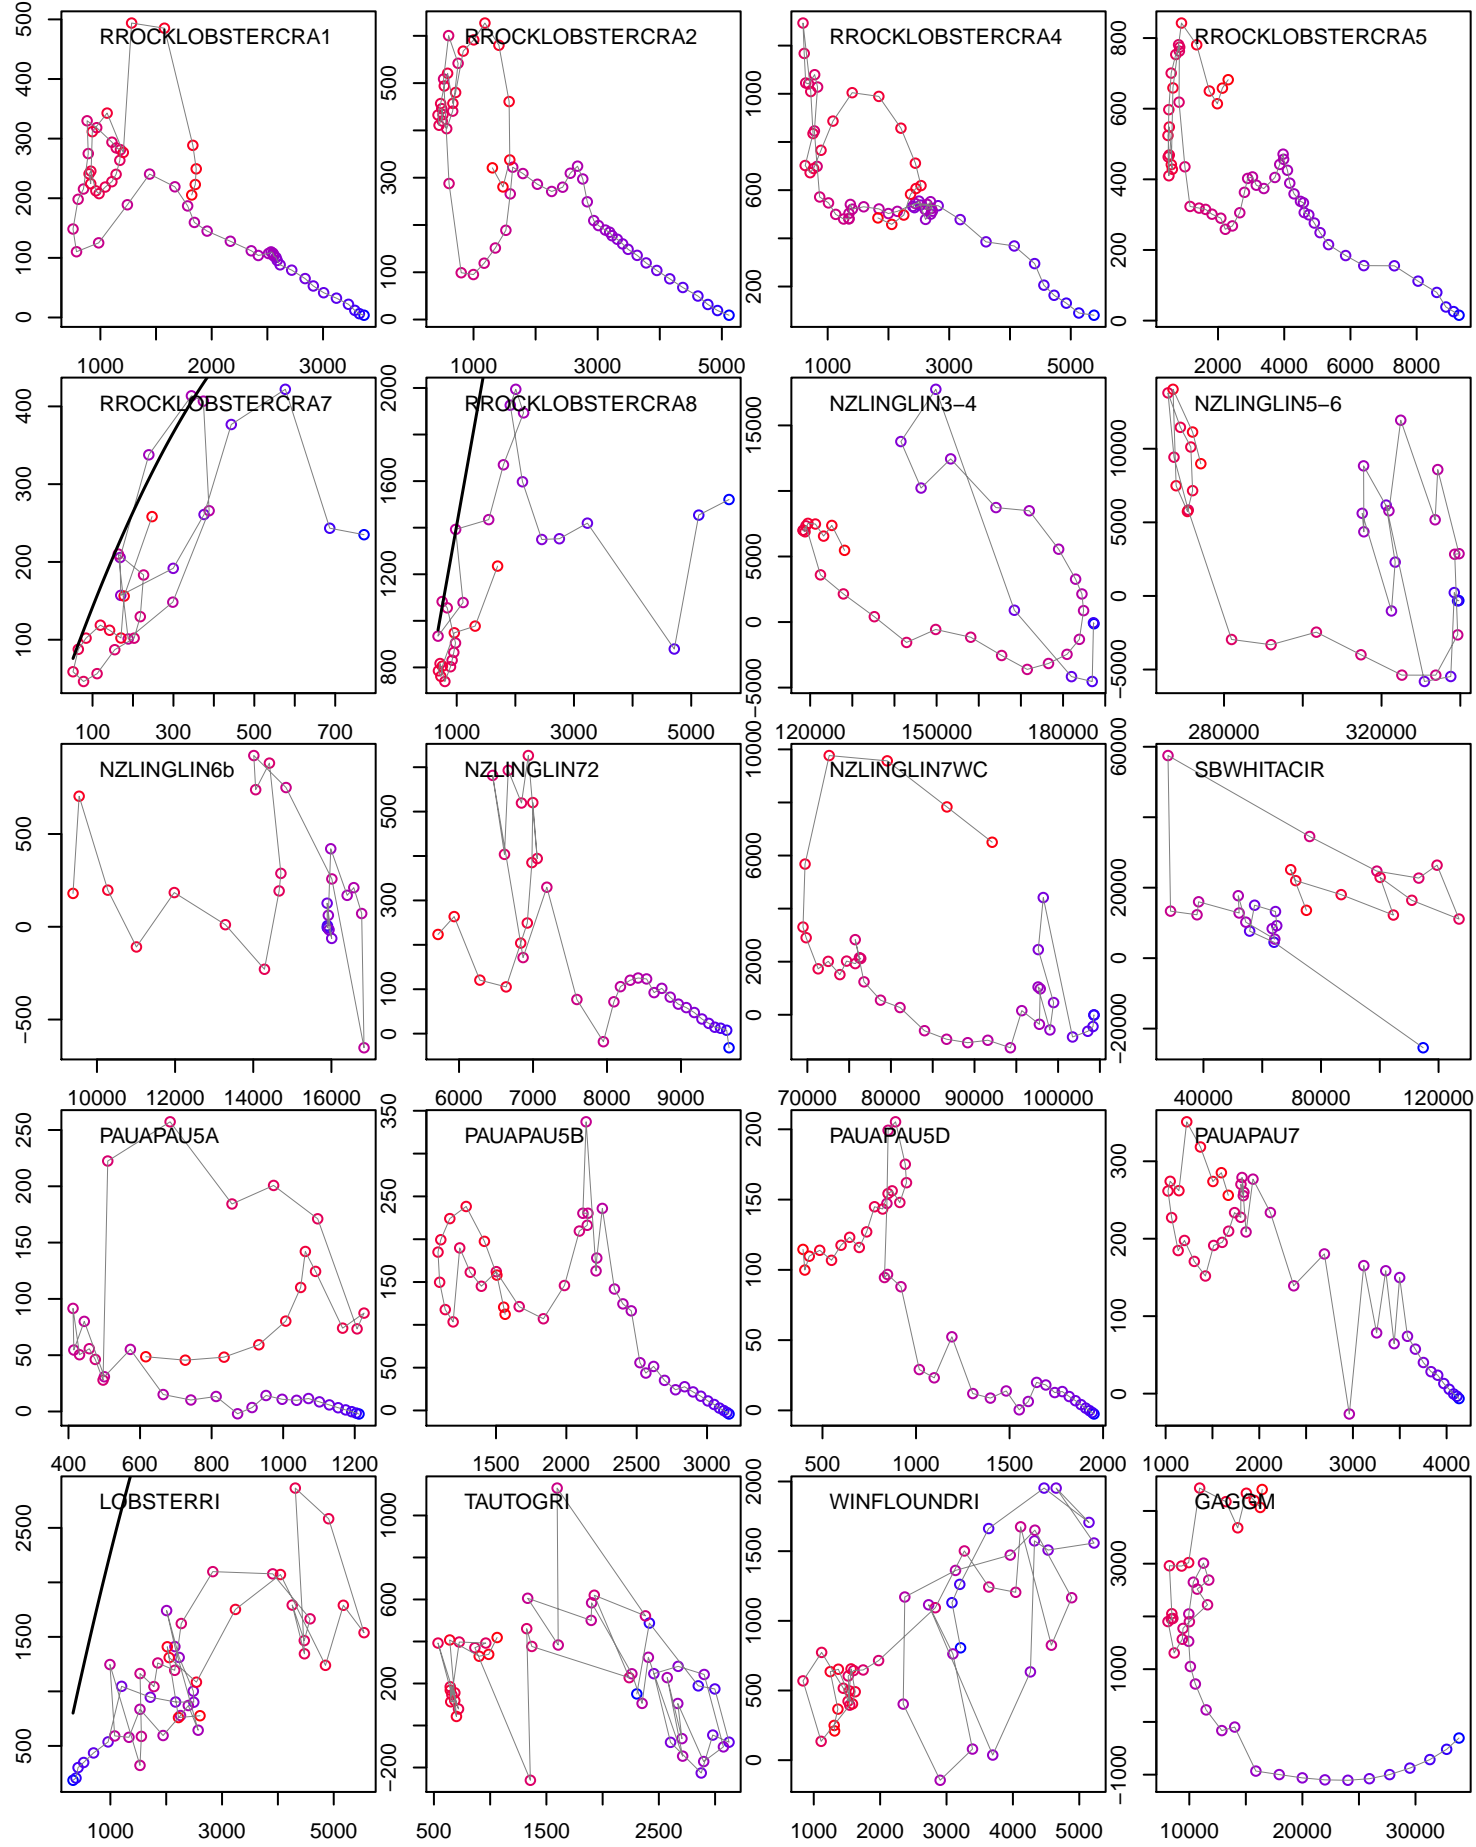 RROCKLOBSTERCRA1
0 100 200 300 400 500
1000 2000 3000
RROCKLOBSTERCRA2
0 100 300 500
1000 3000 5000
RROCKLOBSTERCRA4
200 600 1000
1000 3000 5000
RROCKLOBSTERCRA5
0 200 400 600 800
2000 4000 6000 8000
RROCKLOBSTERCRA7
100 200 300 400
100 300 500 700
RROCKLOBSTERCRA8
800 1200 1600 2000
1000 3000 5000
NZLINGLIN3−4
−5000 0 5000 15000
120000 150000 180000
NZLINGLIN5−6
−5000 0 5000 10000
280000 320000
NZLINGLIN6b
−500 0 500
10000 12000 14000 16000
NZLINGLIN72
0 100 300 500
6000 7000 8000 9000
NZLINGLIN7WC
0 2000 6000 10000
70000 80000 90000 100000
SBWHITACIR
−20000 0 20000 60000
40000 80000 120000
PAUAPAU5A
0 50 100 150 200 250
400 600 800 1000 1200
PAUAPAU5B
0 50 150 250 350
1500 2000 2500 3000
PAUAPAU5D
0 50 100 150 200
500 1000 1500 2000
PAUAPAU7
0 100 200 300
1000 2000 3000 4000
LOBSTERRI
500 1500 2500
1000 3000 5000
TAUTOGRI
−200 200 600 1000
500 1500 2500
WINFLOUNDRI
0 500 1000 1500 2000
1000 2000 3000 4000 5000
GAGGM
−1000 1000 3000
10000 20000 30000